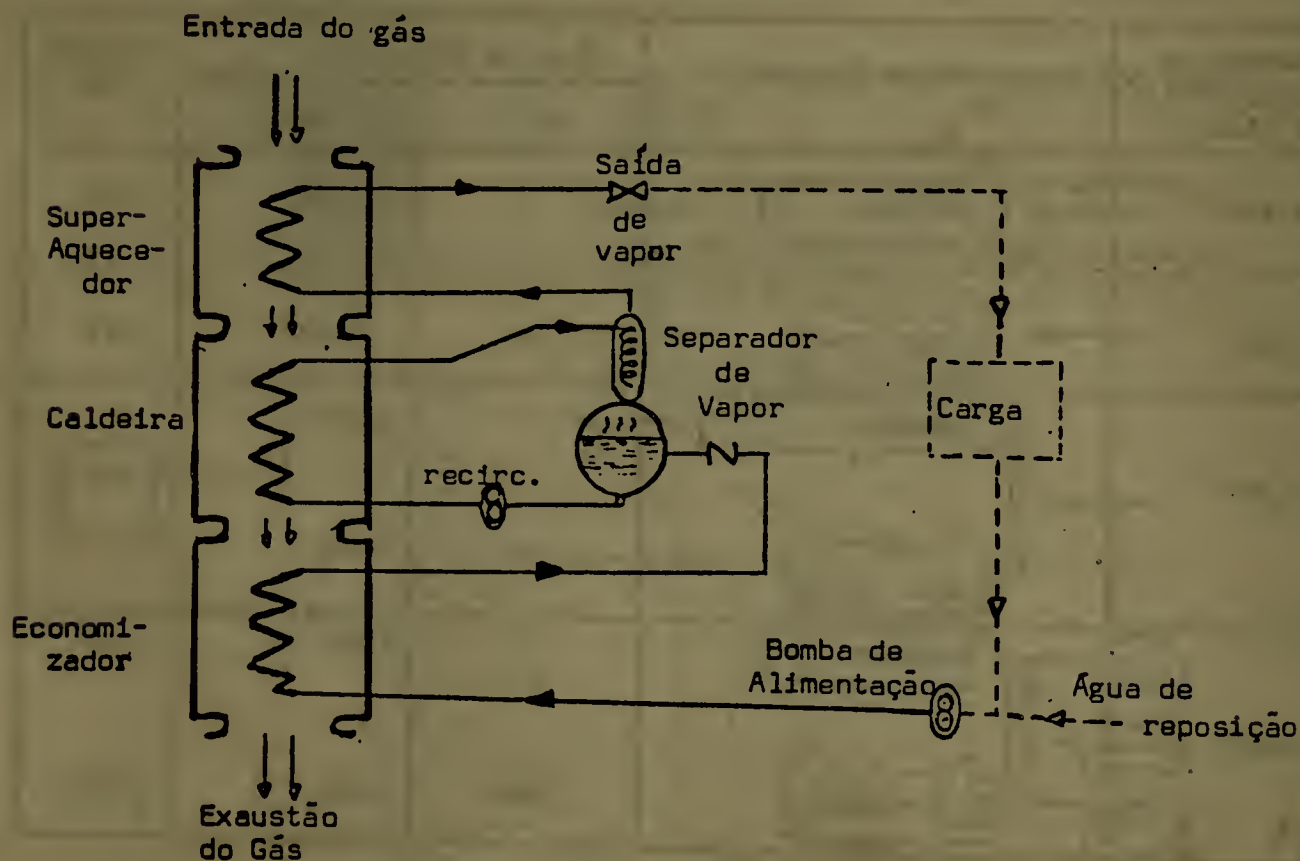 Entrada do gás
Super-
Aquece-
dor
Saída
de
vapor
Caldeira
Separador
de
Vapor
recirc.
Carga
Economi-
zador
Bomba de
Alimentação
Água de
reposição
Exaustão
do Gás